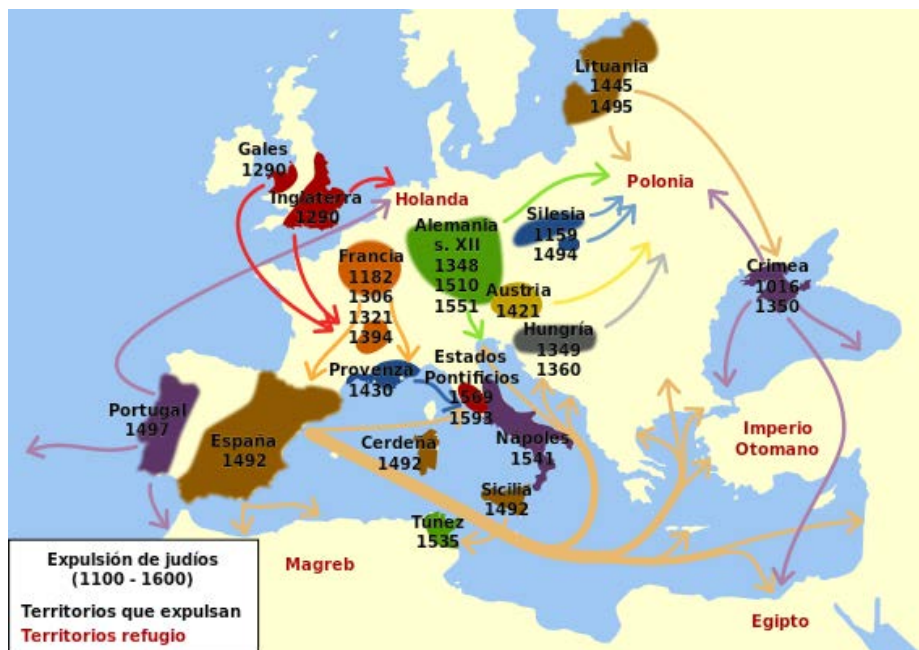 Lituania
1445
1495
Gales
1290
Inglaterra
1290
Holanda
Polonia
Alemania
s. XII
1348
1510
1551
Silesia
1159
1494
Francia
1182
1306
1321
1394
Austria
1421
Crimea
1016
1350
Hungría
1349
1360
Provenza
1430
Estados
Pontificios
1569
1593
Portugal
1497
España
1492
Cerdeña
1492
Napoles
1541
Imperio
Otomano
Sicilia
1492
Túnez
1535
Magreb
Egipto
Expulsión de judíos
(1100 - 1600)
Territorios que expulsan
Territorios refugio